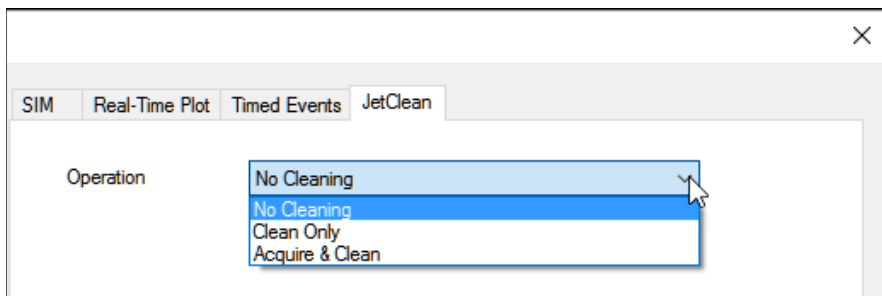 SIM Real-Time Plot Timed Events JetClean
Operation No Cleaning
No Cleaning
Clean Only
Acquire & Clean